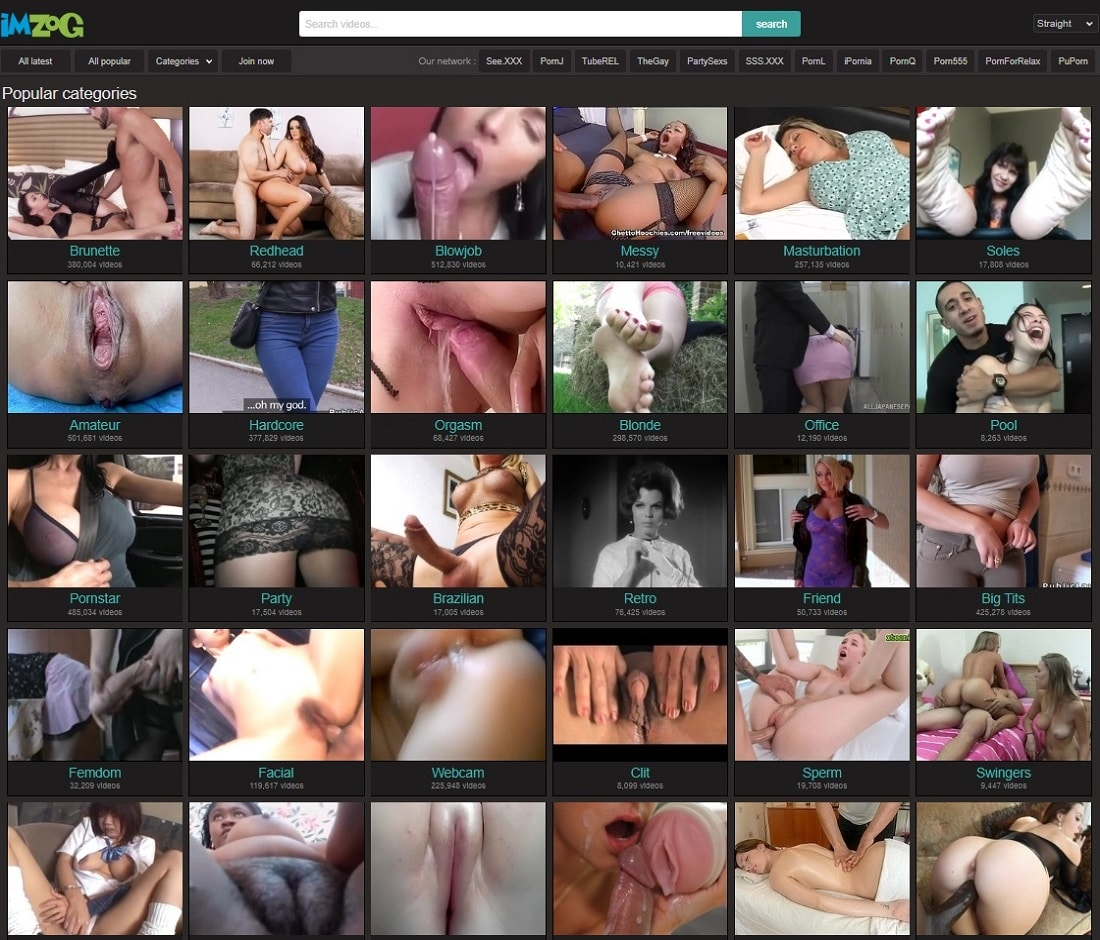 iMZOG
Search videos...
search
Straight
All latest
All popular
Categories
Join now
Our network :
See.XXX
PornJ
TubeREL
TheGay
PartySexs
SSS.XXX
PornL
iPornia
PornQ
Porn555
PornForRelax
PuPorn
Popular categories
GhettoHoochies.com/freevideos
Brunette
380,004 videos
Redhead
66,212 videos
Blowjob
512,830 videos
Messy
10,421 videos
Masturbation
257,135 videos
Soles
17,808 videos
...oh my god.
Amateur
501,681 videos
Hardcore
377,829 videos
Orgasm
68,427 videos
Blonde
298,570 videos
Office
12,190 videos
Pool
8,263 videos
Pornstar
485,034 videos
Party
17,504 videos
Brazilian
17,005 videos
Retro
76,425 videos
Friend
50,733 videos
Big Tits
425,278 videos
Femdom
32,209 videos
Facial
119,617 videos
Webcam
225,948 videos
Clit
8,099 videos
Sperm
19,708 videos
Swingers
9,447 videos